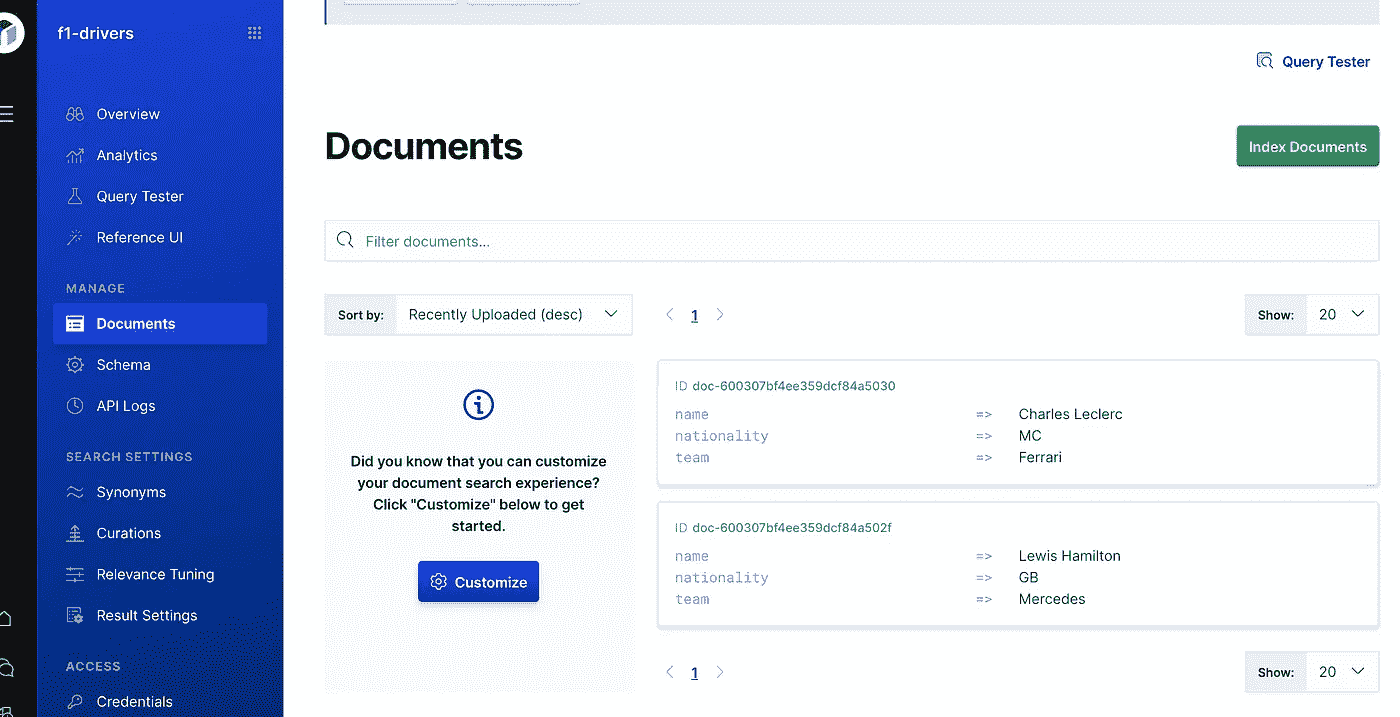 f1-drivers
Overview
Analytics
Query Tester
Reference UI
MANAGE
Documents
Schema
API Logs
SEARCH SETTINGS
Synonyms
Curations
Relevance Tuning
Result Settings
ACCESS
Credentials
Query Tester
Documents
Index Documents
Filter documents...
Sort by: Recently Uploaded (desc)
1
Show: 20
Did you know that you can customize
your document search experience?
Click "Customize" below to get
started.
Customize
ID doc-600307bf4ee359dcf84a5030
name => Charles Leclerc
nationality => MC
team => Ferrari
ID doc-600307bf4ee359dcf84a502f
name => Lewis Hamilton
nationality => GB
team => Mercedes
1
Show: 20